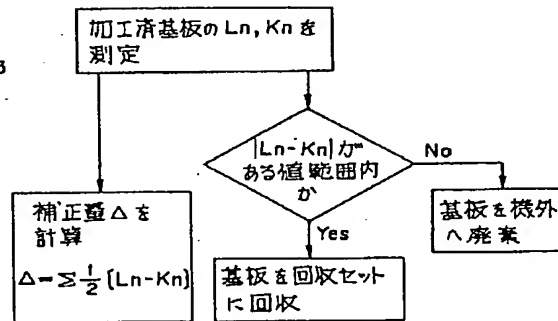 加工済基板のLn,Knを
測定
|Ln-Kn|が
ある値範囲内
か
No
Yes
補正量Δを
計算
Δ=Σ1/2[Ln-Kn]
基板を回収セット
に回収
基板を機外
へ廃棄